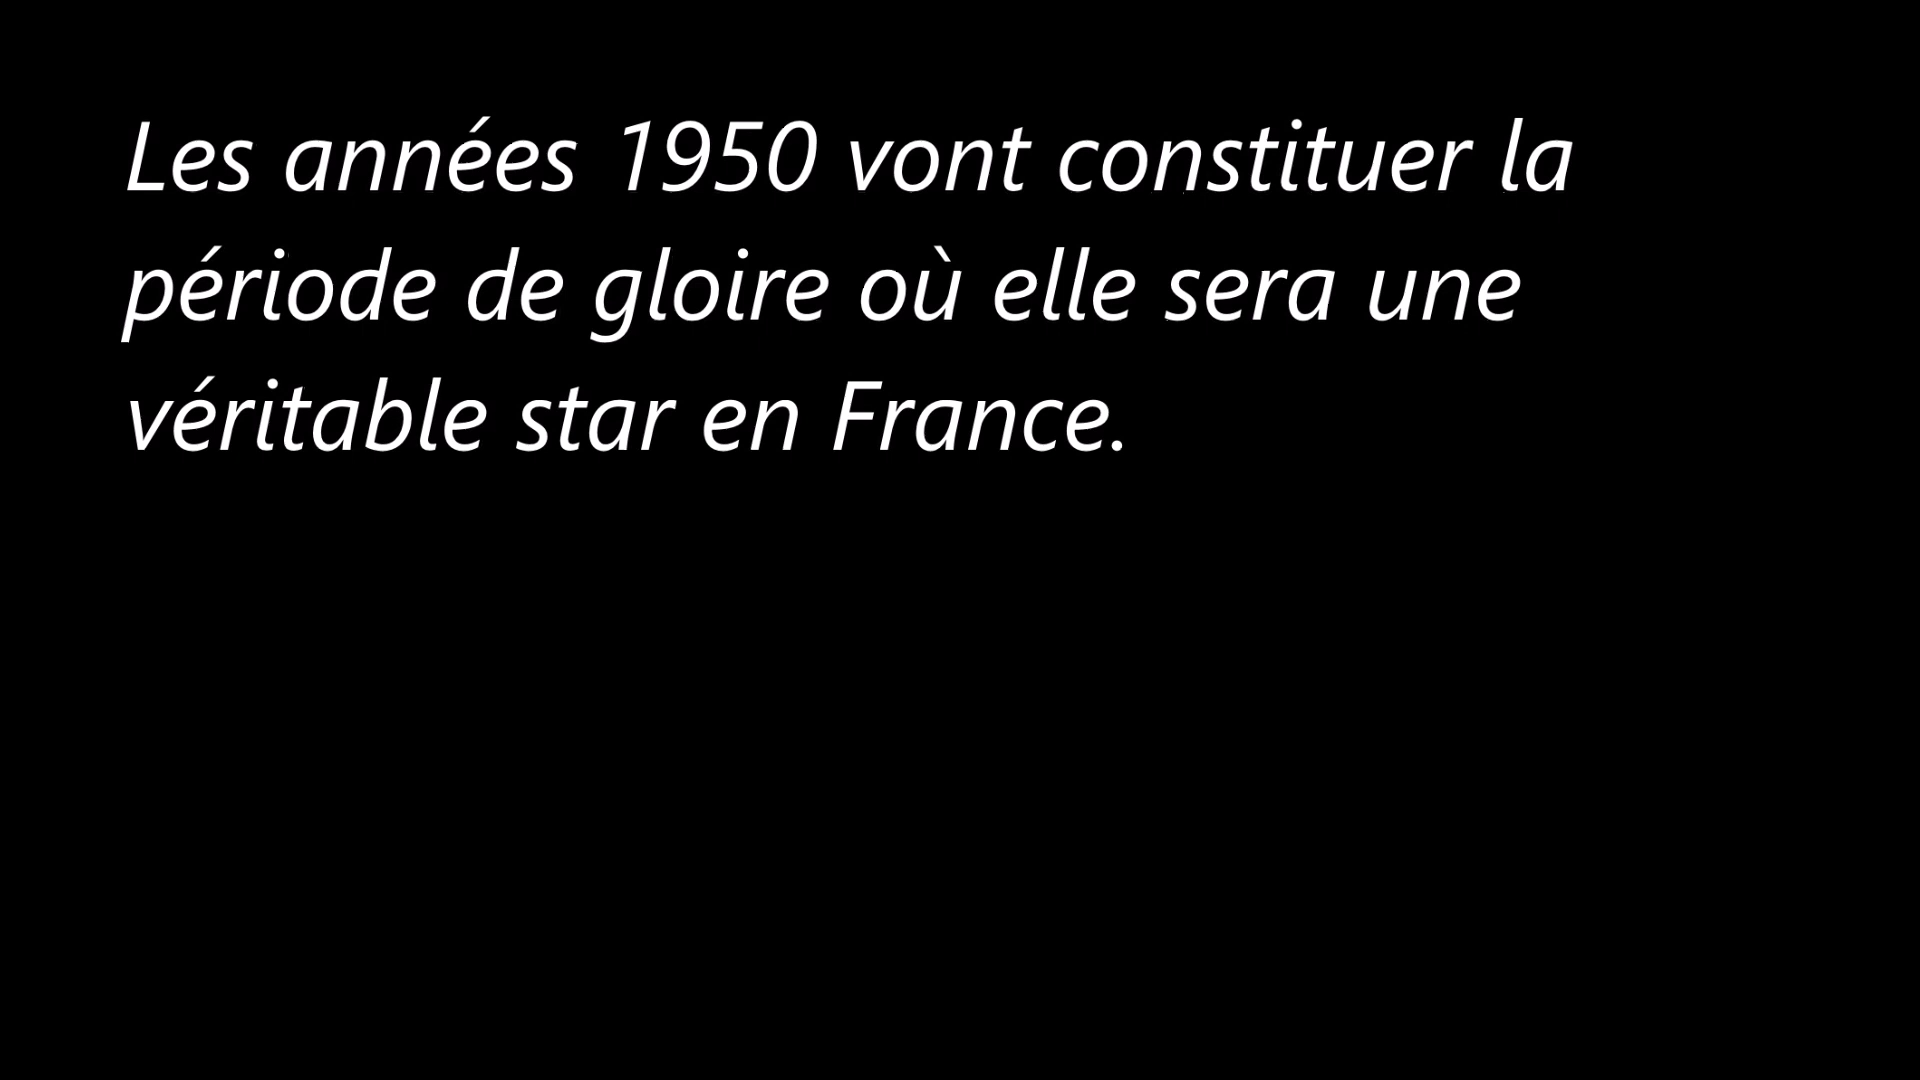 Les années 1950 vont constituer la
période de gloire où elle sera une
véritable star en France.